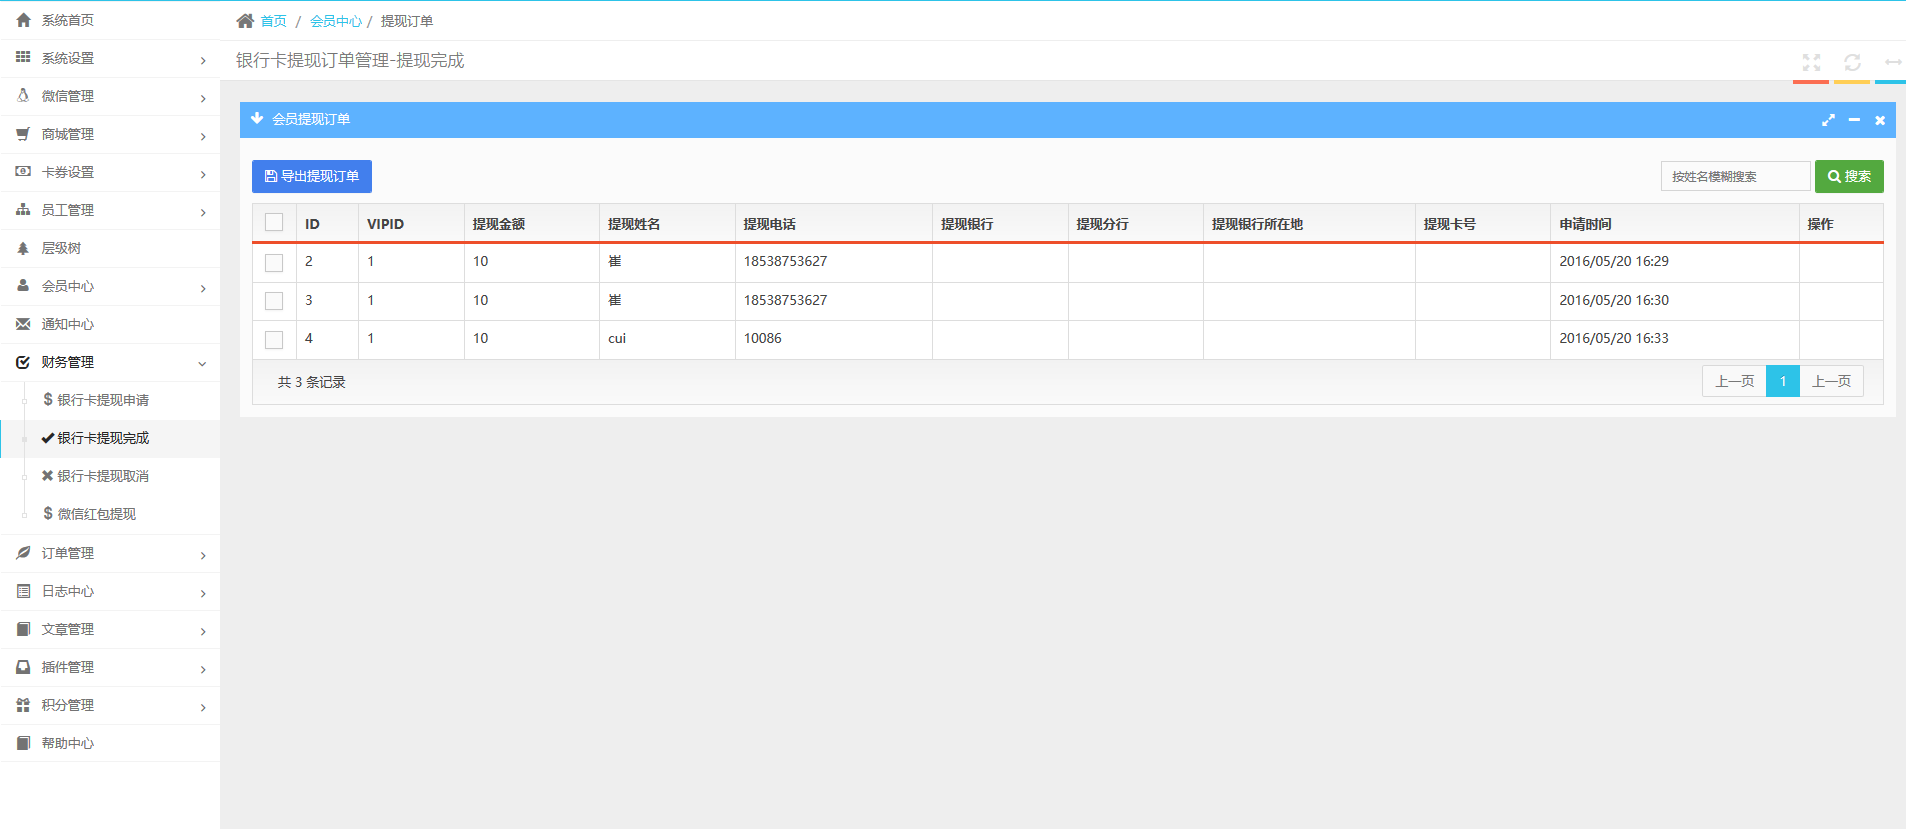 系统首页
系统设置
微信管理
商城管理
卡券设置
员工管理
层级树
会员中心
通知中心
财务管理
$ 银行卡提现申请
银行卡提现完成
银行卡提现取消
$ 微信红包提现
订单管理
日志中心
文章管理
插件管理
积分管理
帮助中心
首页 / 会员中心 / 提现订单
银行卡提现订单管理-提现完成
会员提现订单
导出提现订单
按姓名模糊搜索 搜索
ID VIPID 提现金额 提现姓名 提现电话 提现银行 提现分行 提现银行所在地 提现卡号 申请时间 操作
2 1 10 崔 18538753627 2016/05/20 16:29
3 1 10 崔 18538753627 2016/05/20 16:30
4 1 10 cui 10086 2016/05/20 16:33
共 3 条记录 上一页 1 上一页